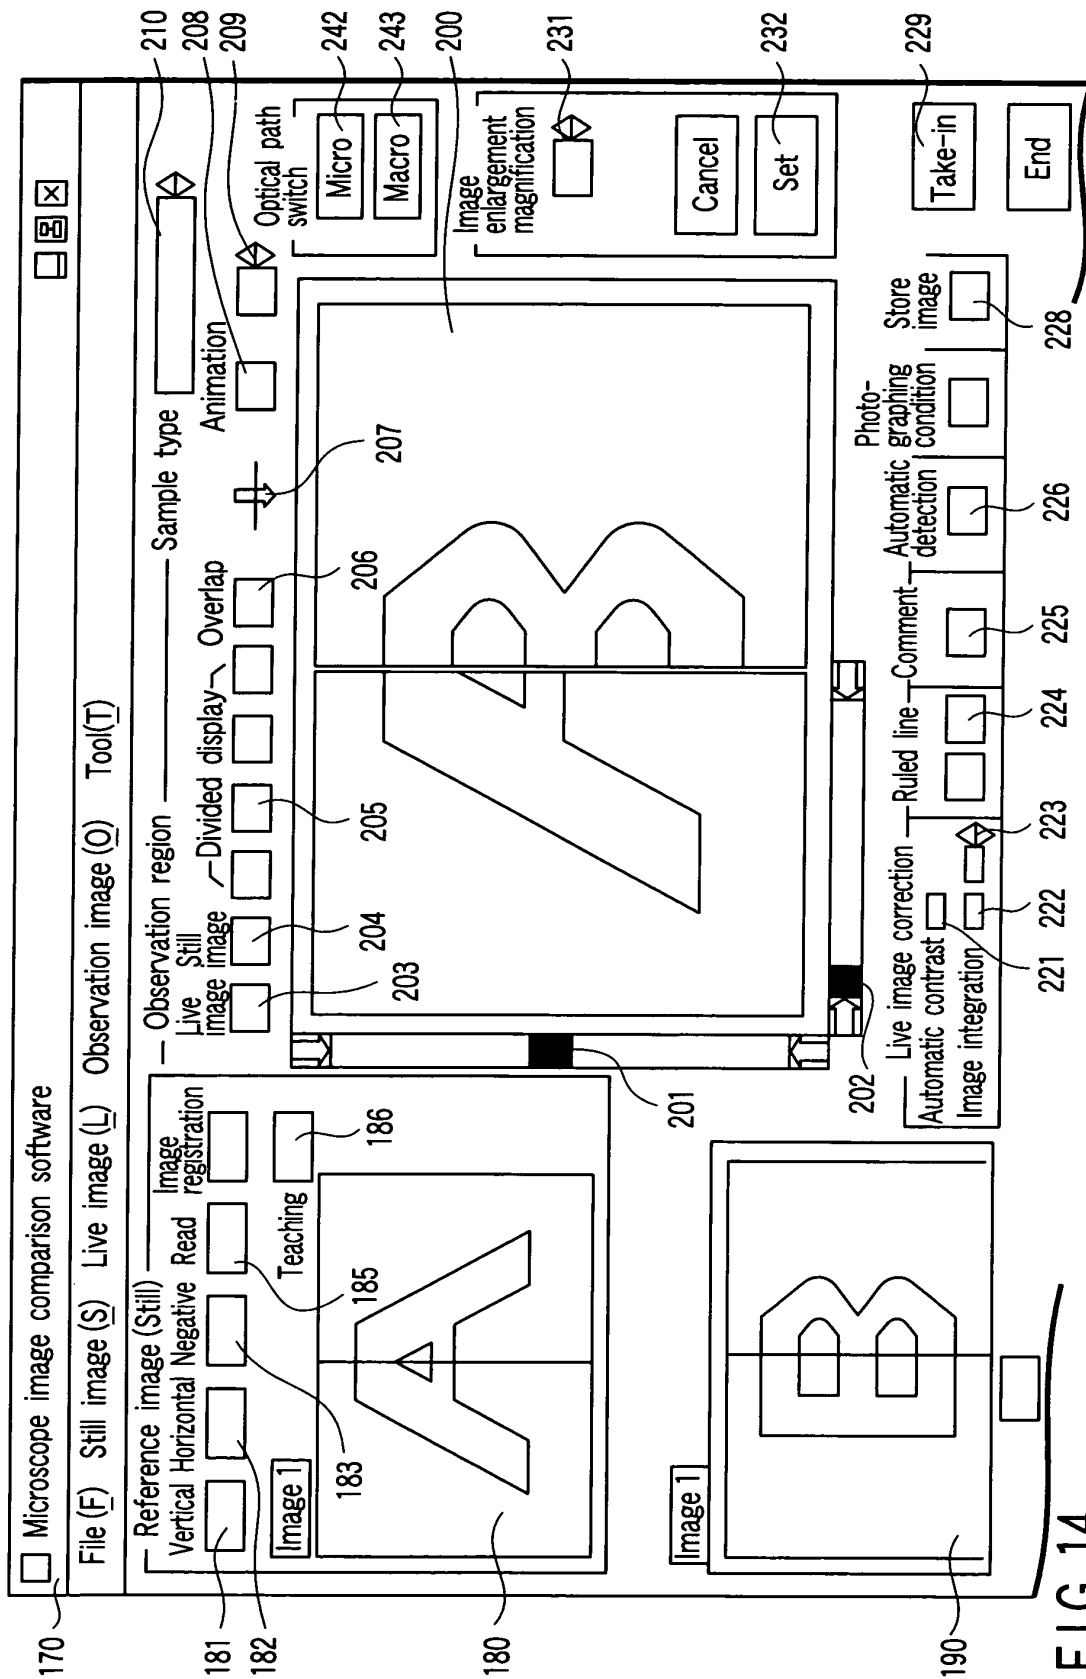 Microscope image comparison software
File (F) Still image (S) Live image (L) Observation image (O) Tool(T)
Reference image (Still)
Vertical Horizontal Negative Read
Image
registration
Teaching
Image 1
Image 1
Observation region
Sample type
Live
image
Still
image
Divided display
Overlap
Animation
Optical path
switch
Micro
Macro
Image
enlargement
magnification
Cancel
Set
Take-in
End
Live image correction
Automatic contrast
Image integration
Ruled line
Comment
Automatic
detection
Photo-
graphing
condition
Store
image
170
181
182
180
190
183
185
186
203
204
205
206
207
210
208
209
242
243
200
231
232
229
201
202
221
222
223
224
225
226
228
FIG. 14